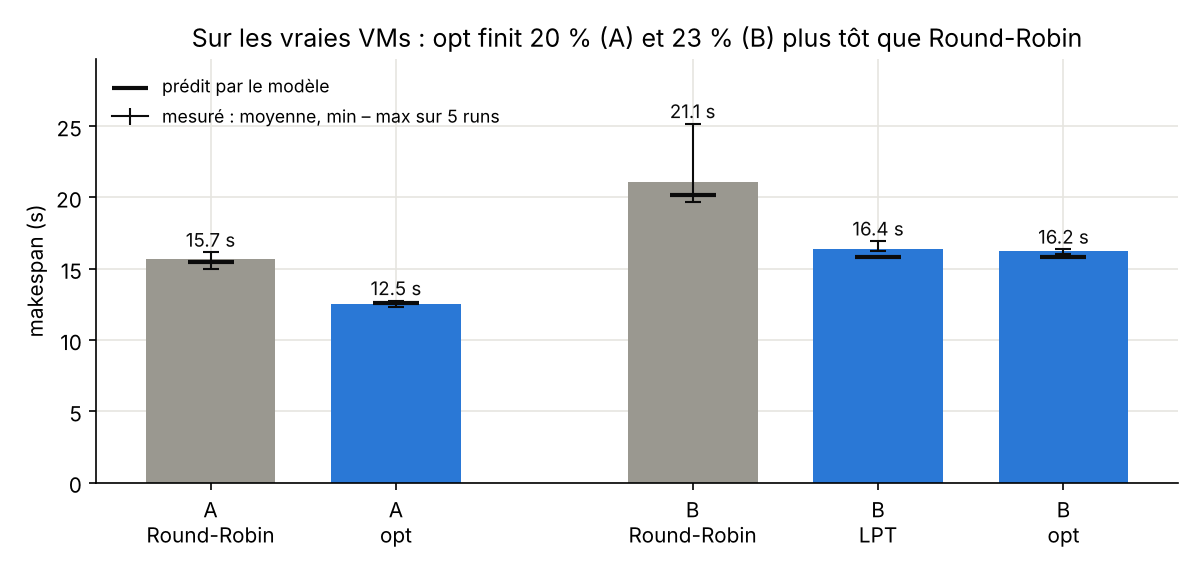 Sur les vraies VMs : opt finit 20 % (A) et 23 % (B) plus tôt que Round-Robin
prédit par le modèle
mesuré : moyenne, min – max sur 5 runs
makespan (s)
25
20
15
10
5
0
15.7 s
12.5 s
21.1 s
16.4 s
16.2 s
A
Round-Robin
A
opt
B
Round-Robin
B
LPT
B
opt